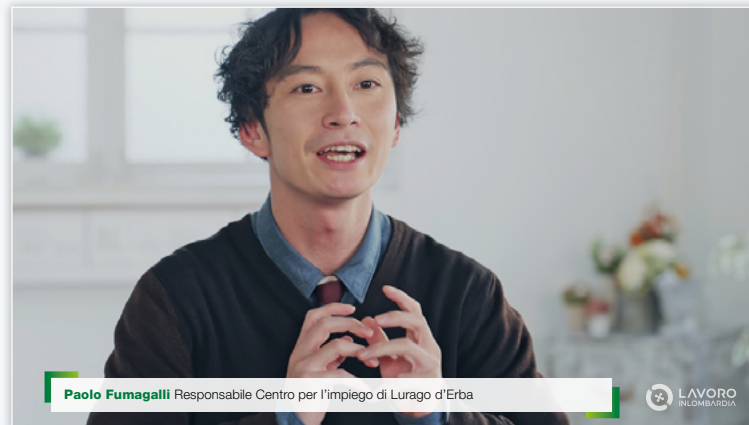 Paolo Fumagalli Responsabile Centro per l’impiego di Lurago d’Erba
LAVORO
INLOMBARDIA